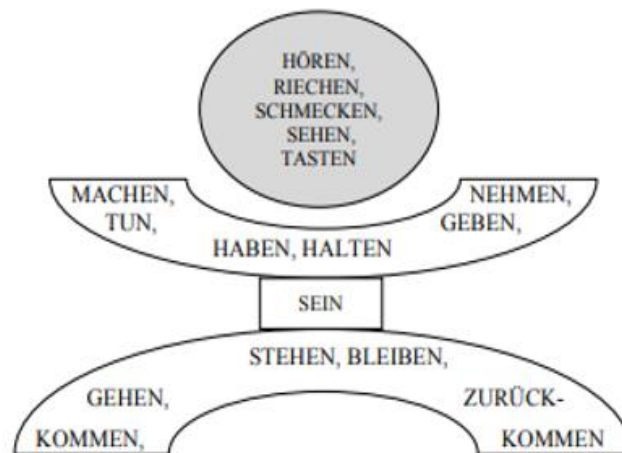 HÖREN,
RIECHEN,
SCHMECKEN,
SEHEN,
TASTEN
MACHEN,
TUN,
HABEN, HALTEN
NEHMEN,
GEBEN,
SEIN
STEHEN, BLEIBEN,
GEHEN,
KOMMEN,
ZURÜCK-
KOMMEN